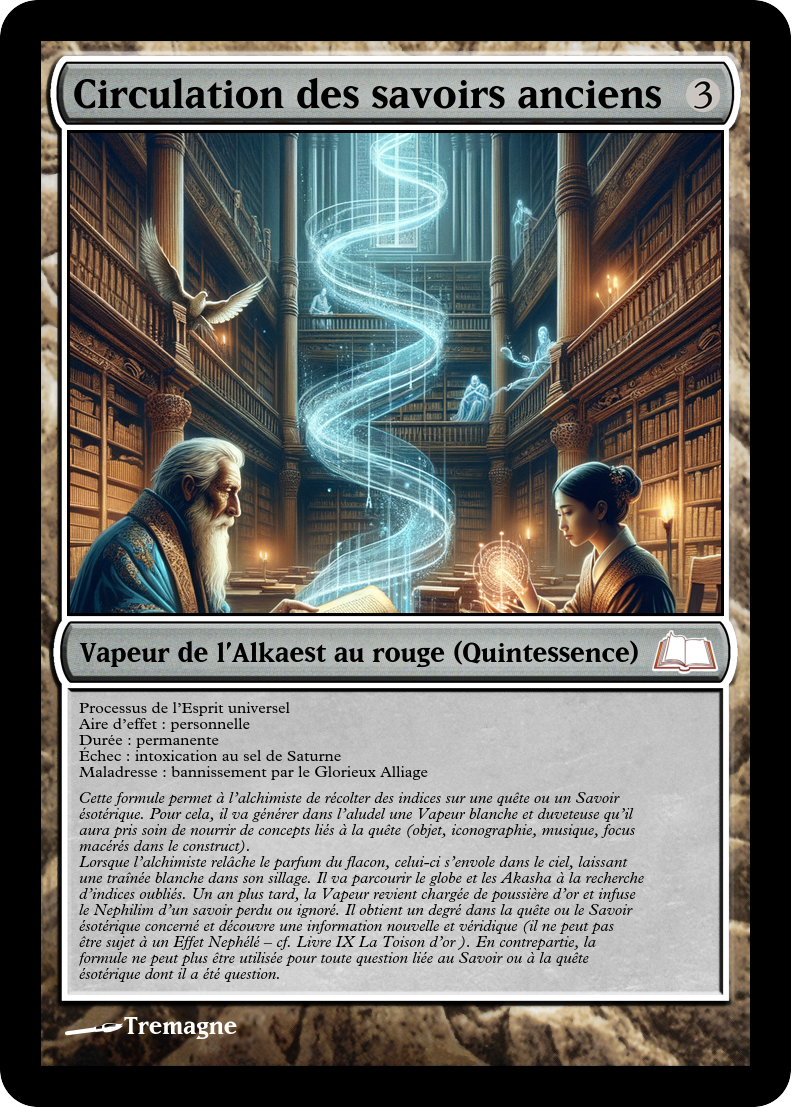 Circulation des savoirs anciens 3
Vapeur de l'Alkaest au rouge (Quintessence)
Processus de l'Esprit universel
Aire d'effet : personnelle
Durée : permanente
Échec : intoxication au sel de Saturne
Maladresse : bannissement par le Glorieux Alliage
Cette formule permet à l'alchimiste de récolter des indices sur une quête ou un Savoir
ésotérique. Pour cela, il va générer dans l'aludel une Vapeur blanche et duveteuse qu'il
aura pris soin de nourrir de concepts liés à la quête (objet, iconographie, musique, focus
macérés dans le construct).
Lorsque l'alchimiste relâche le parfum du flacon, celui-ci s'envole dans le ciel, laissant
une traînée blanche dans son sillage. Il va parcourir le globe et les Akasha à la recherche
d'indices oubliés. Un an plus tard, la Vapeur revient chargée de poussière d'or et infuse
le Nephilim d'un savoir perdu ou ignoré. Il obtient un degré dans la quête ou le Savoir
ésotérique concerné et découvre une information nouvelle et véridique (il ne peut pas
être sujet à un Effet Nephélé – cf. Livre IX La Toison d'or ). En contrepartie, la
formule ne peut plus être utilisée pour toute question liée au Savoir ou à la quête
ésotérique dont il a été question.
Tremagne